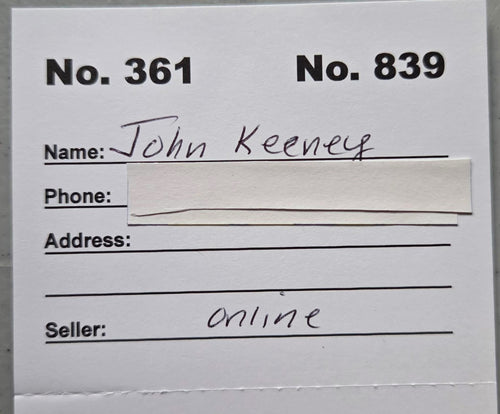 No. 361 No. 839
Name: John Keeney
Phone:
Address:
Seller: online